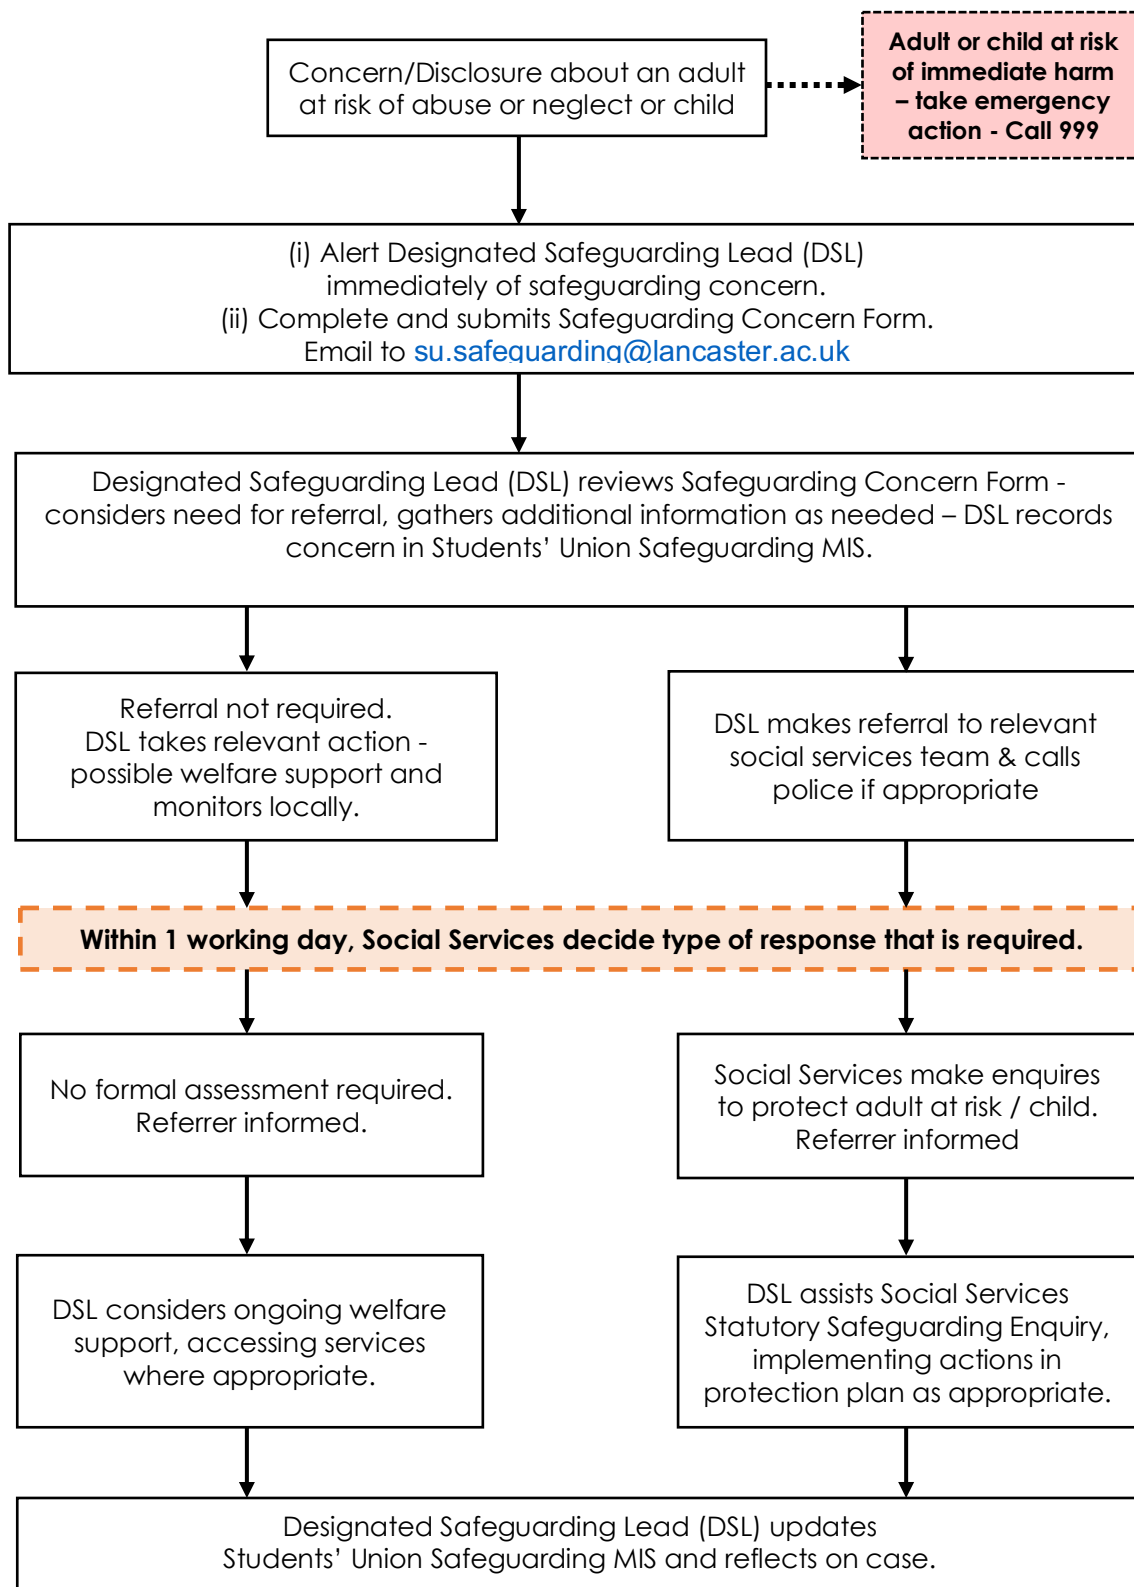 Concern/Disclosure about an adult
at risk of abuse or neglect or child
Adult or child at risk
of immediate harm
– take emergency
action - Call 999
(i) Alert Designated Safeguarding Lead (DSL)
immediately of safeguarding concern.
(ii) Complete and submits Safeguarding Concern Form.
Email to su.safeguarding@lancaster.ac.uk
Designated Safeguarding Lead (DSL) reviews Safeguarding Concern Form -
considers need for referral, gathers additional information as needed – DSL records
concern in Students’ Union Safeguarding MIS.
Referral not required.
DSL takes relevant action -
possible welfare support and
monitors locally.
DSL makes referral to relevant
social services team & calls
police if appropriate
Within 1 working day, Social Services decide type of response that is required.
No formal assessment required.
Referrer informed.
Social Services make enquires
to protect adult at risk / child.
Referrer informed
DSL considers ongoing welfare
support, accessing services
where appropriate.
DSL assists Social Services
Statutory Safeguarding Enquiry,
implementing actions in
protection plan as appropriate.
Designated Safeguarding Lead (DSL) updates
Students’ Union Safeguarding MIS and reflects on case.